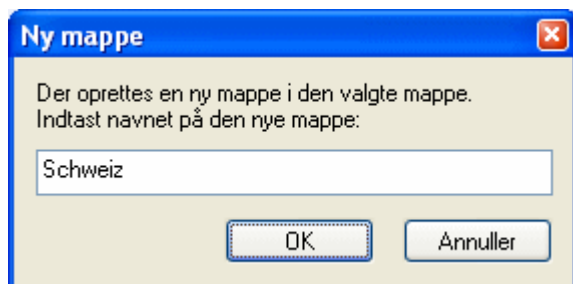 Ny mappe
Der oprettes en ny mappe i den valgte mappe.
Indtast navnet på den nye mappe:
Schweiz
OK
Annuller